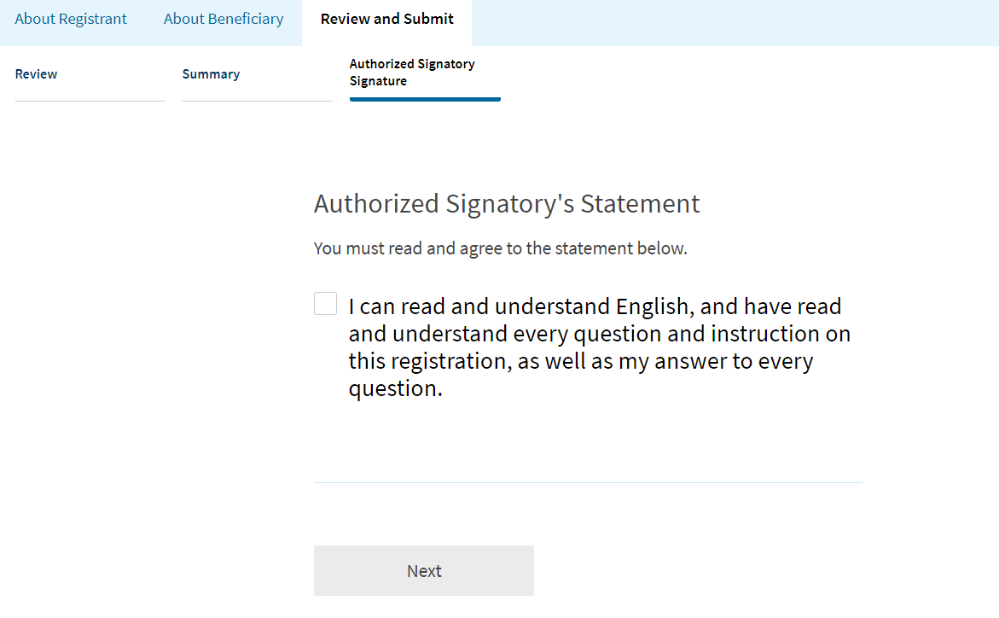 About Registrant
About Beneficiary
Review and Submit
Review
Summary
Authorized Signatory
Signature
Authorized Signatory's Statement
You must read and agree to the statement below.
I can read and understand English, and have read
and understand every question and instruction on
this registration, as well as my answer to every
question.
Next